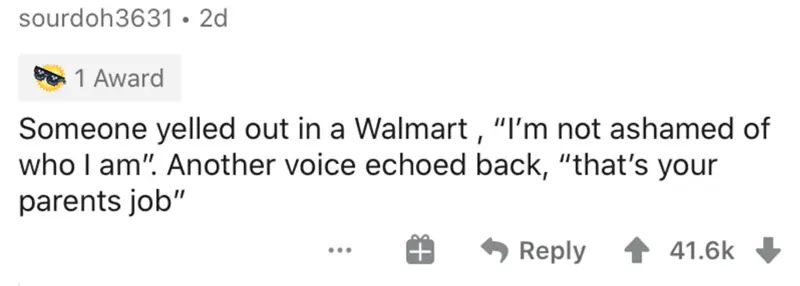 sourdoh3631 • 2d
1 Award
Someone yelled out in a Walmart , “I’m not ashamed of
who I am”. Another voice echoed back, “that’s your
parents job”
... Reply 41.6k